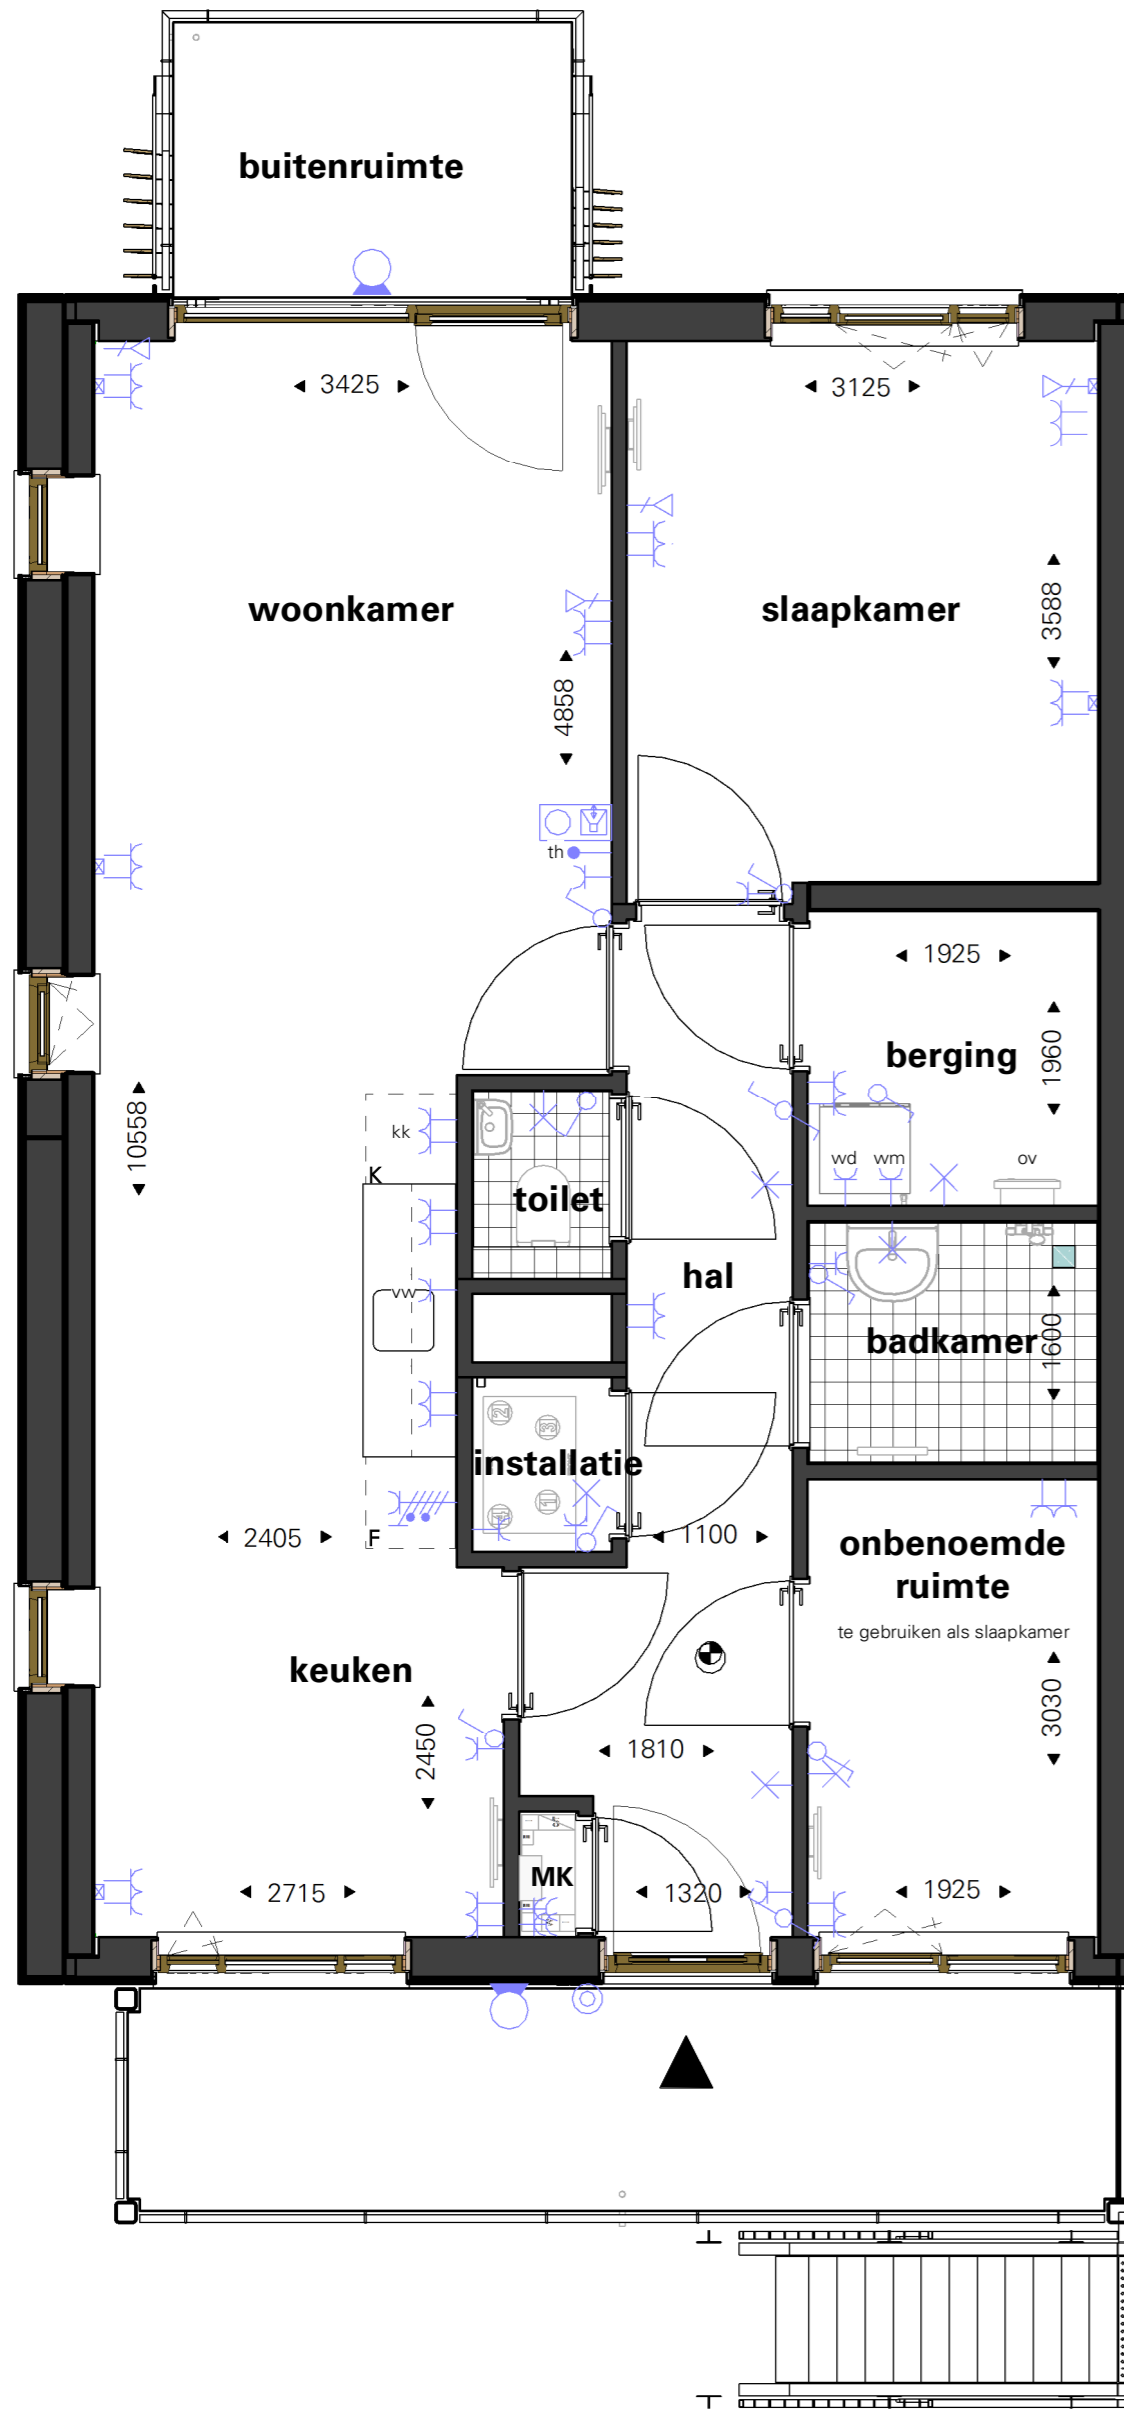 buitenruimte
3425
3125
woonkamer
slaapkamer
3588
4858
th
1925
berging
1960
10558
kk
K
wd
wm
ov
toilet
hal
vw
badkamer
1600
installatie
2405
F
1100
onbenoemde
ruimte
te gebruiken als slaapkamer
keuken
2450
1810
3030
MK
2715
1320
1925